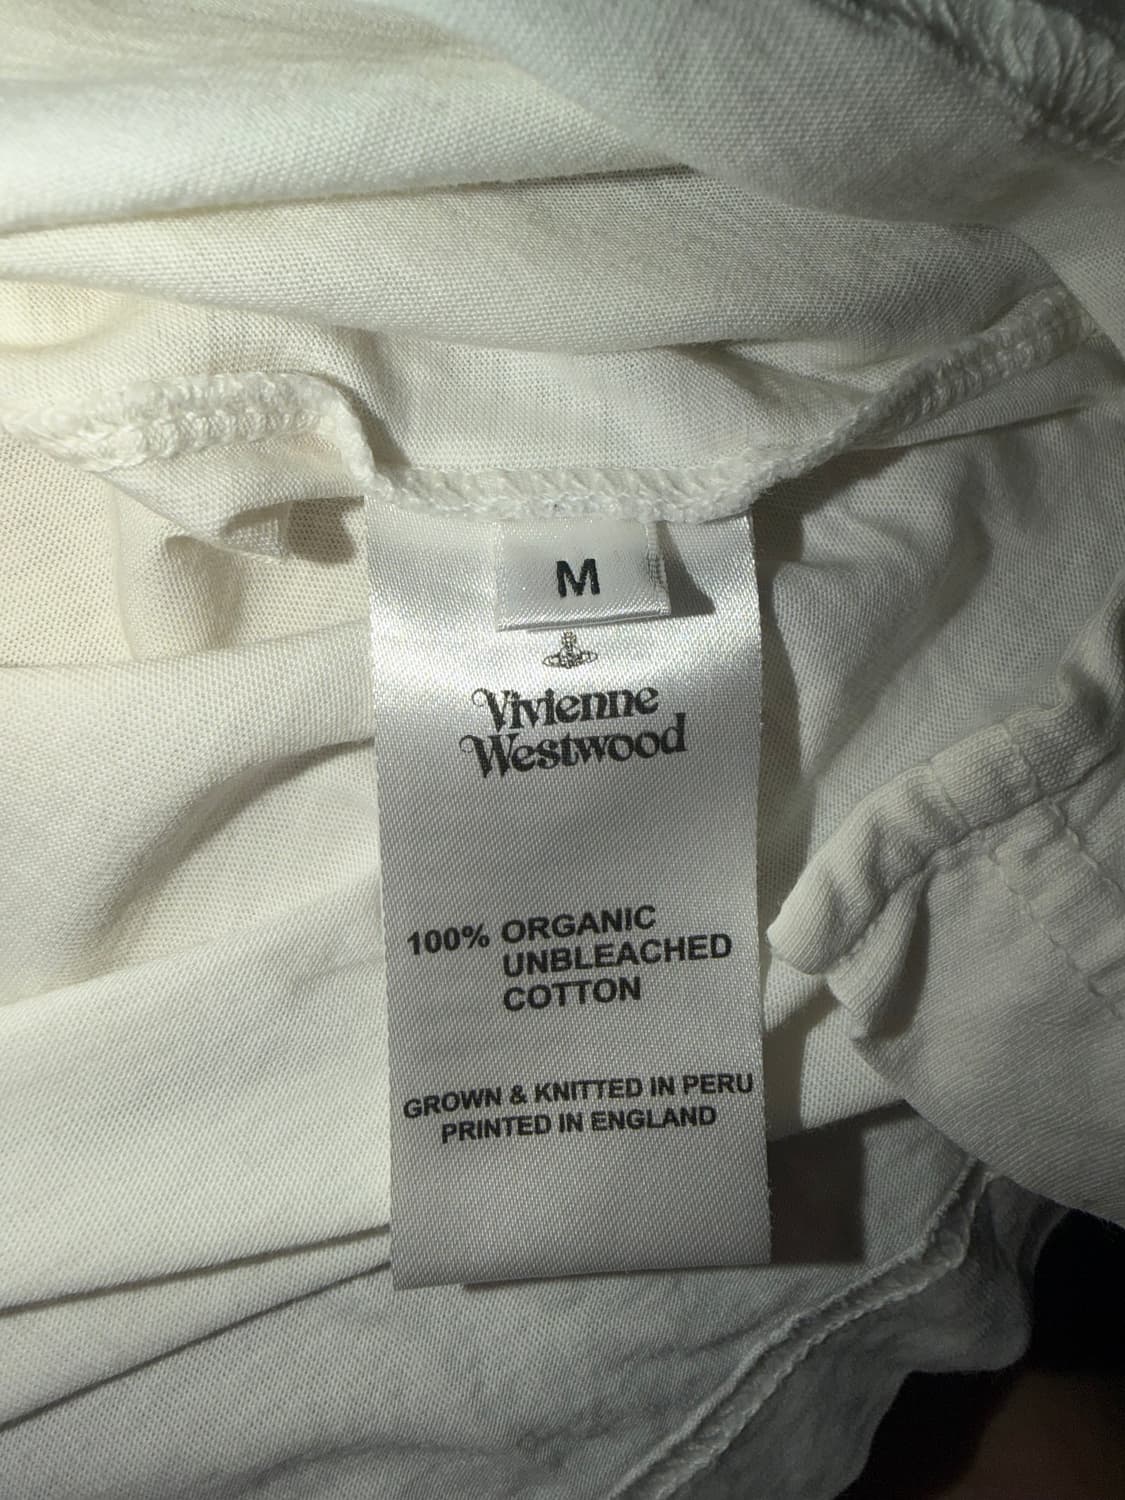 M
Vivienne
Westwood
100% ORGANIC
UNBLEACHED
COTTON
GROWN & KNITTED IN PERU
PRINTED IN ENGLAND